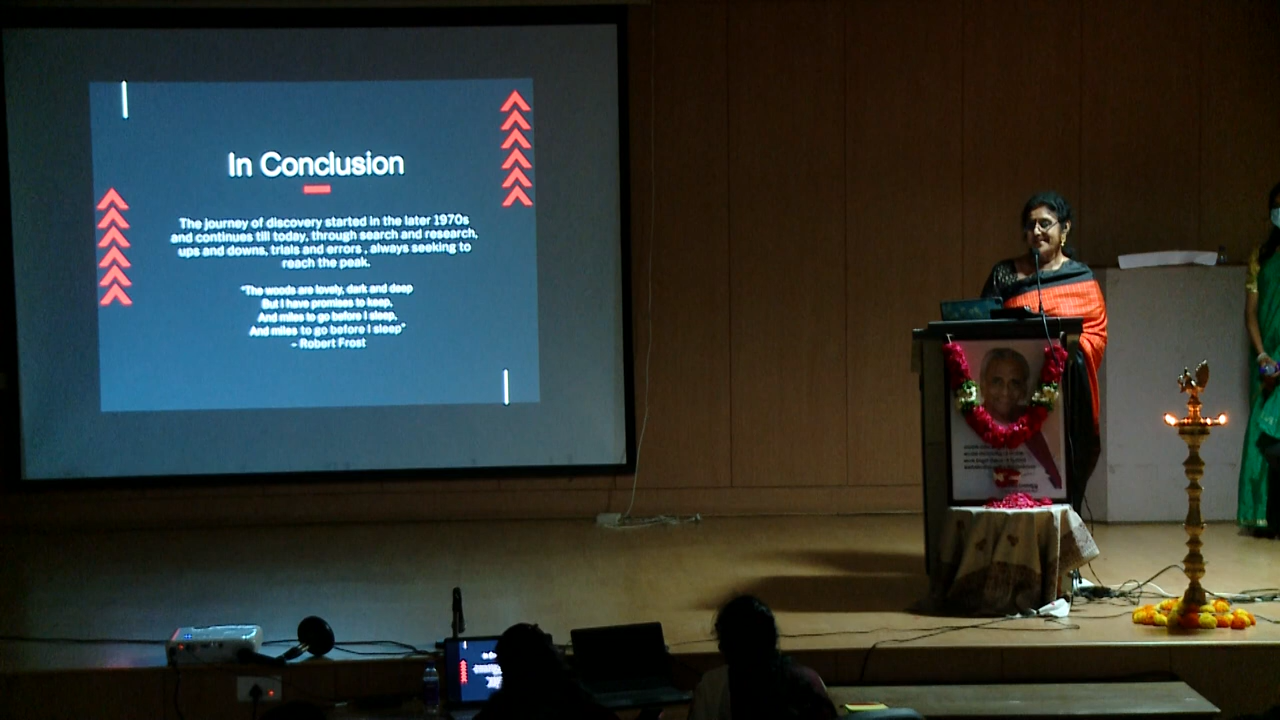 In Conclusion
The journey of discovery started in the later 1970s
and continues till today, through search and research,
ups and downs, trials and errors , always seeking to
reach the peak.
"The woods are lovely, dark and deep
But I have promises to keep,
And miles to go before I sleep,
And miles to go before I sleep"
- Robert Frost